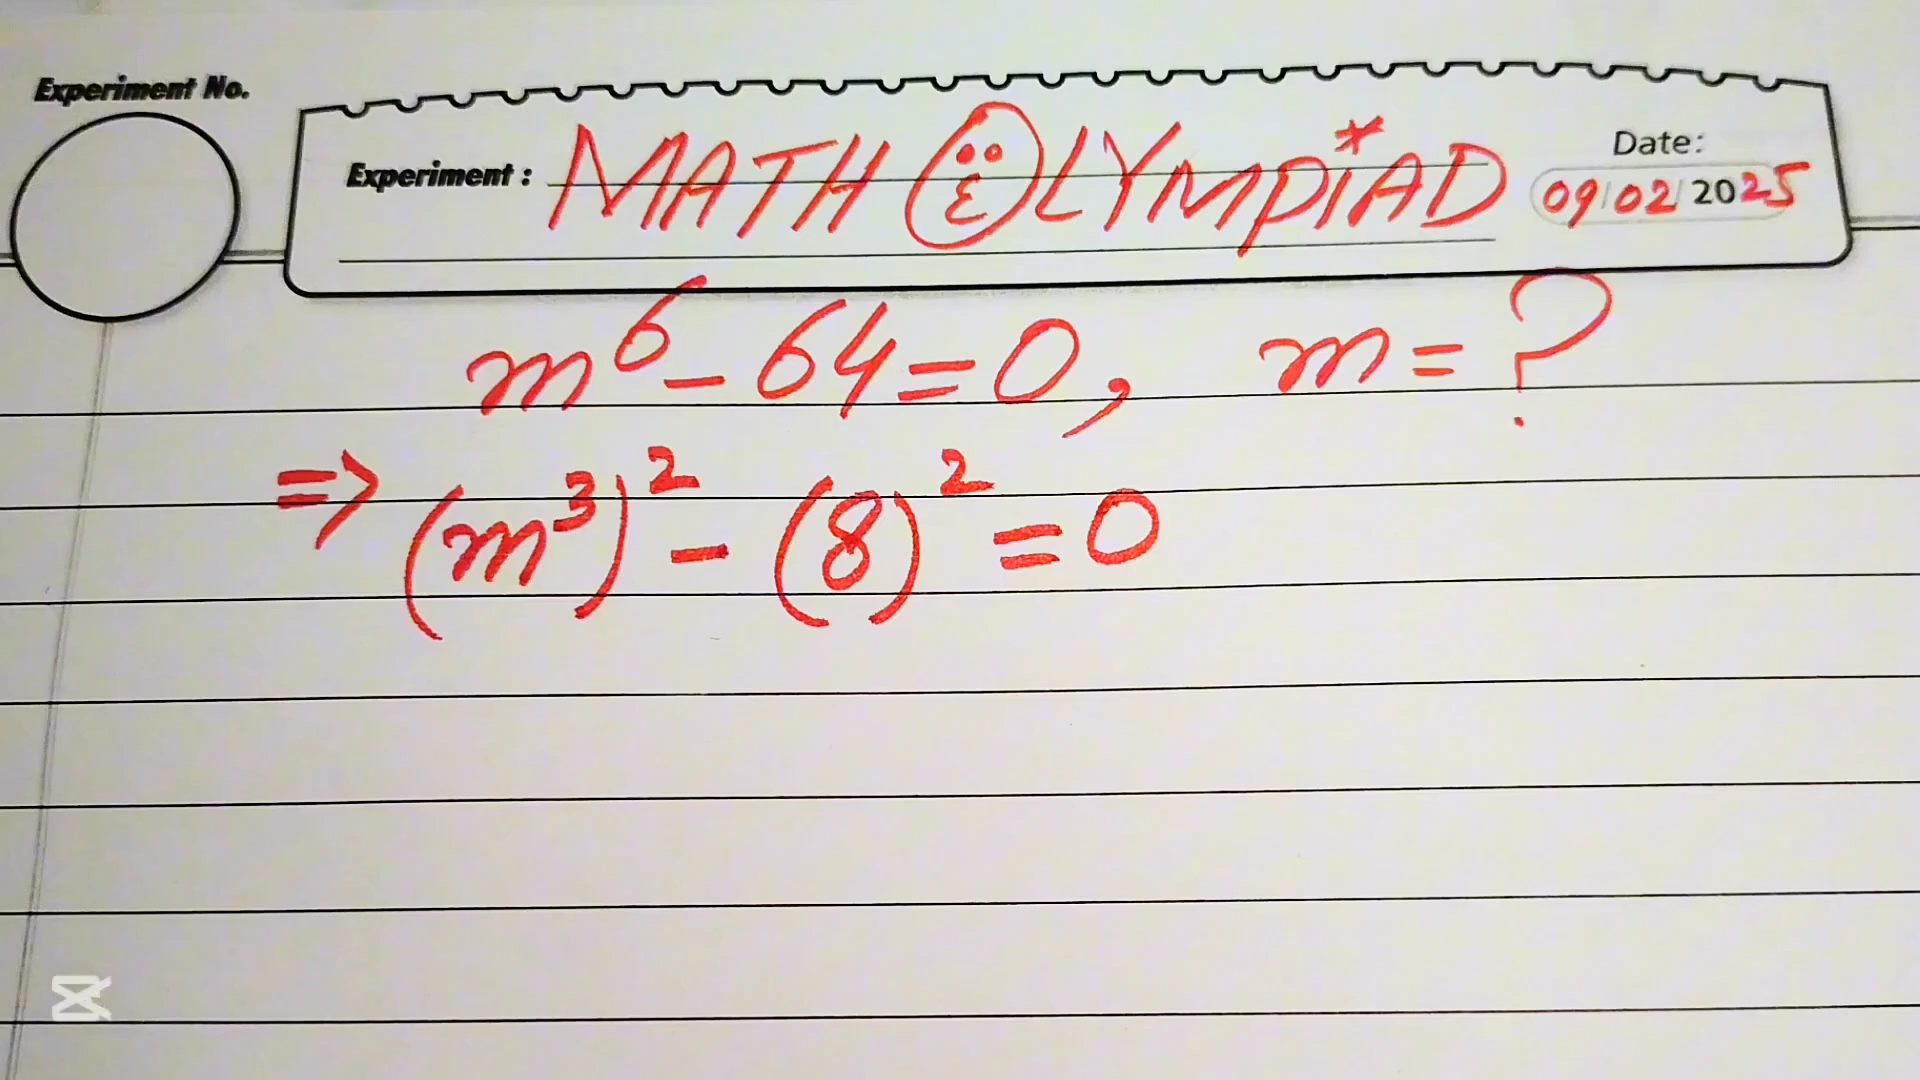 Experiment No.
Experiment : MATH OLYMPiAD
Date:
09/02/2025
m⁶ - 64 = 0, m = ?
=> (m³)² - (8)² = 0